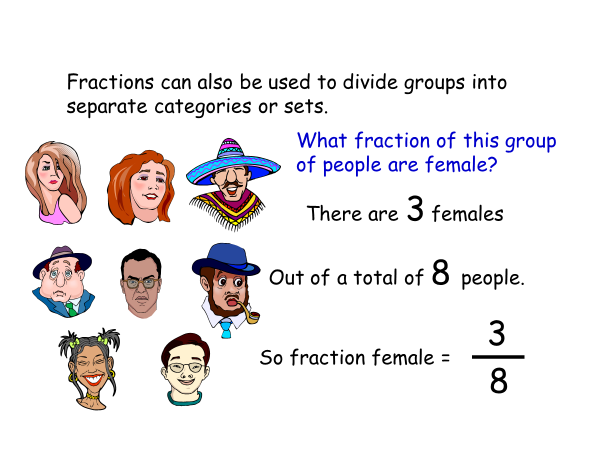 Fractions can also be used to divide groups into
separate categories or sets.
What fraction of this group
of people are female?
There are 3 females
Out of a total of 8 people.
So fraction female =
3
8